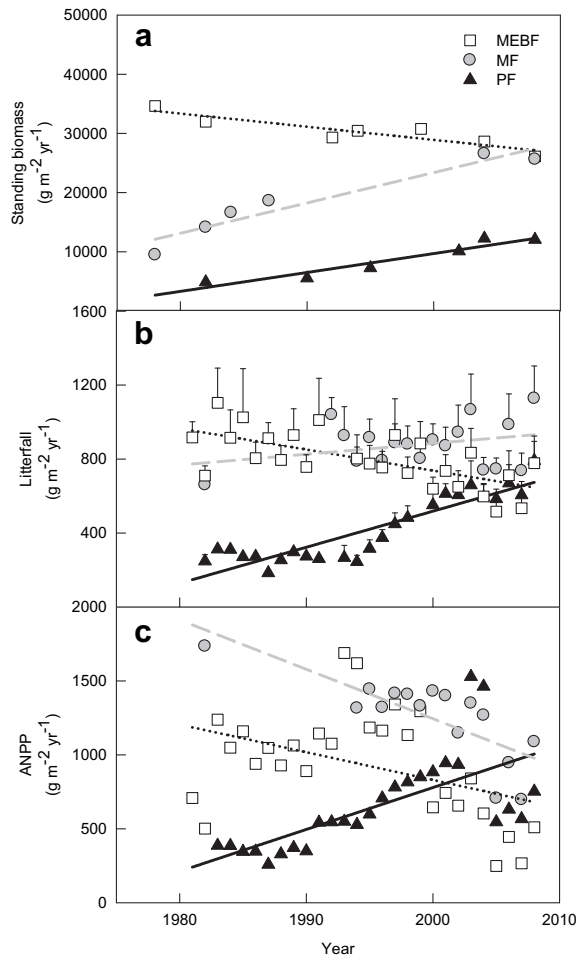 a
MEBF
MF
PF
Standing biomass
(g m-2 yr-1)
50000
40000
30000
20000
10000
b
Litterfall
(g m-2 yr-1)
1600
1200
800
400
c
ANPP
(g m-2 yr-1)
2000
1500
1000
500
0
1980 1990 2000 2010
Year